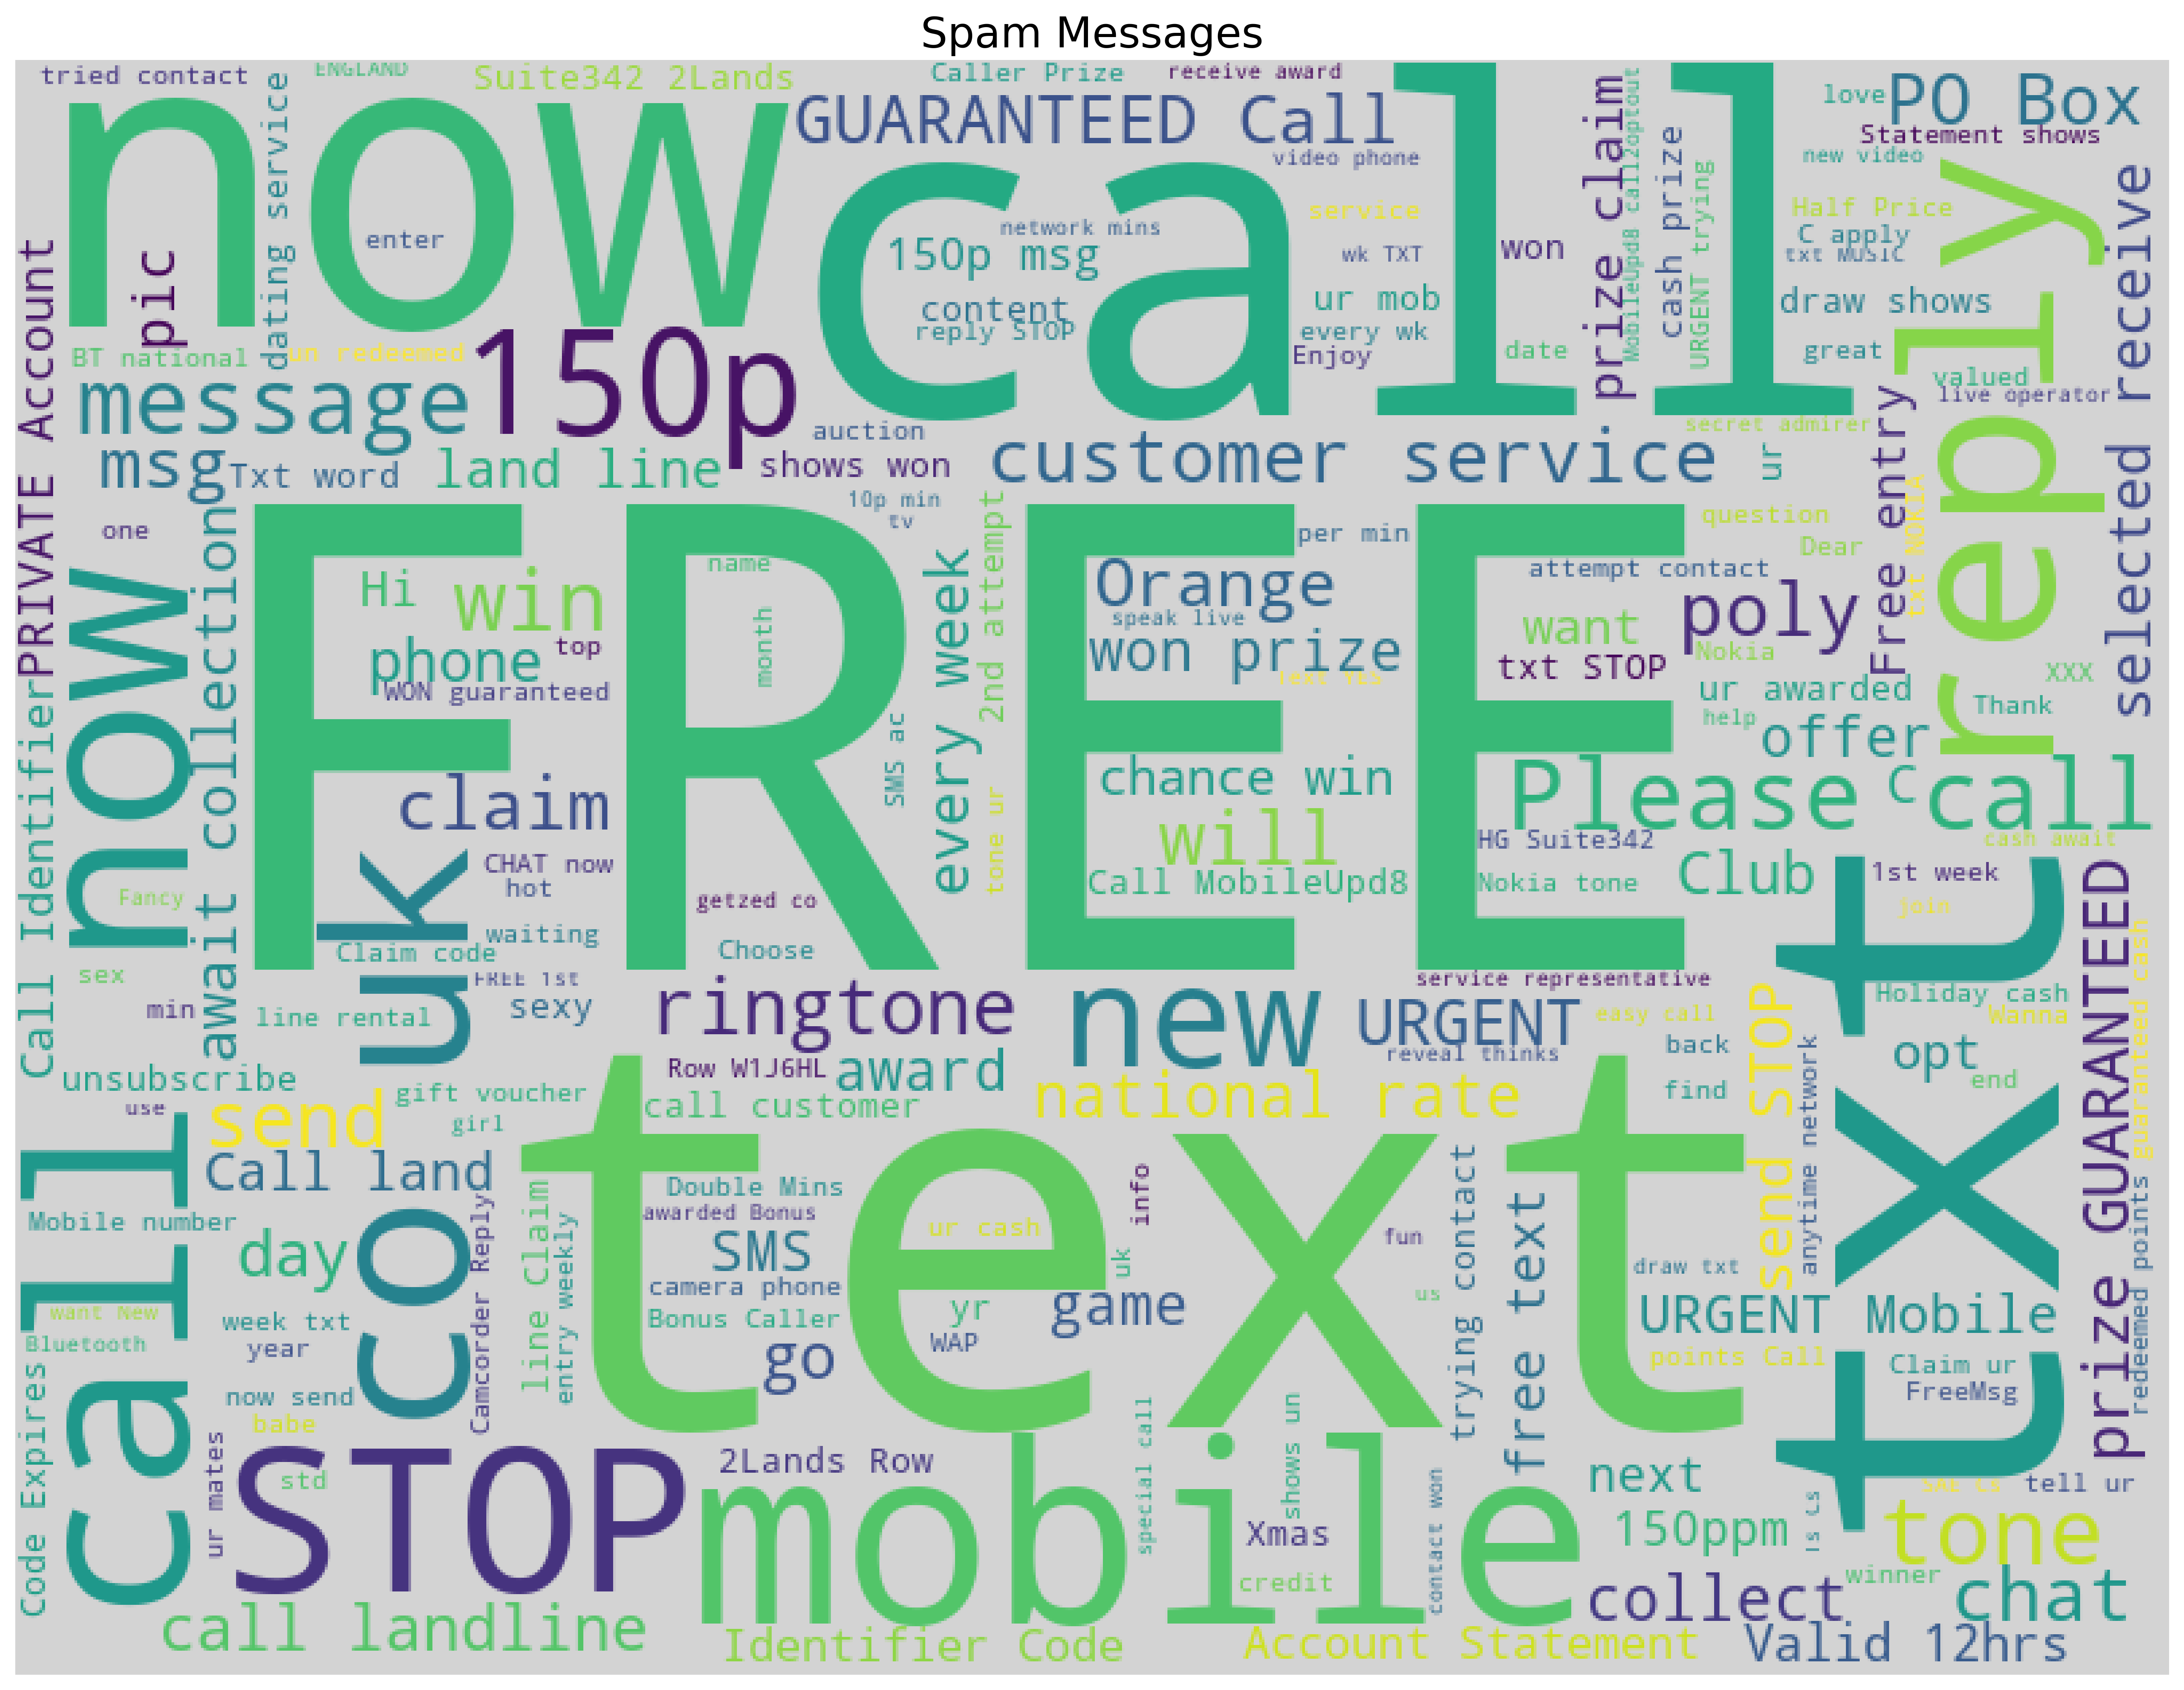 Spam Messages
tried contact
ENGLAND
Suite342 2Lands
Caller Prize
receive award
love
PO Box
now
dating service
GUARANTEED Call
call
prize claim
MobileUpd8 call2optout
cash prize
URGENT trying
Statement shows
video phone
new video
reply
selected receive
enter
pic
network mins
service
150p msg
wk TXT
won
Half Price
C apply
txt MUSIC
content
ur mob
draw shows
reply STOP
every wk
Enjoy
date
great
BT national
un redeemed
150p
valued
live operator
message
auction
customer service
secret admirer
ur
Free entry
msg
Txt word
land line
shows won
PRIVATE Account
10p min
tv
one
now
await collection
FREE
2nd attempt
per min
question
Dear
txt NOKIA
Hi
win
name
every week
Orange
attempt contact
poly
speak live
want
phone
top
month
won prize
txt STOP
Nokia
WON guaranteed
Text YES
ur awarded
xxx
help
Thank
offer
Call Identifier
SMS ac
tone ur
chance win
Please call
C
claim
will
HG Suite342
cash await
uk
CHAT now
hot
Call MobileUpd8
Nokia tone
Club
1st week
Fancy
getzed co
join
waiting
Claim code
Choose
txt
prize GUARANTEED
guaranteed cash
sex
FREE 1st
service representative
min
line rental
sexy
ringtone
new
URGENT
easy call
send STOP
Holiday cash
Wanna
reveal thinks
back
opt
unsubscribe
Row W1J6HL
award
anytime network
end
use
send
gift voucher
call customer
national rate
find
girl
call
Call land
text
Double Mins
info
trying contact
free text
redeemed points
Mobile number
co
Camcorder Reply
line Claim
entry weekly
awarded Bonus
ur cash
fun
day
SMS
uk
draw txt
camera phone
want New
week txt
Bonus Caller
yr
game
us
URGENT Mobile
Bluetooth
year
go
WAP
points Call
Claim ur
FreeMsg
Code Expires
now send
babe
special call
shows un
ur mates
STOP
std
2Lands Row
mobile
contact won
next
SAE Ts
tell ur
Xmas
150ppm
Ts Cs
tone
credit
collect
winner
chat
call landline
Identifier Code
Account Statement
Valid 12hrs